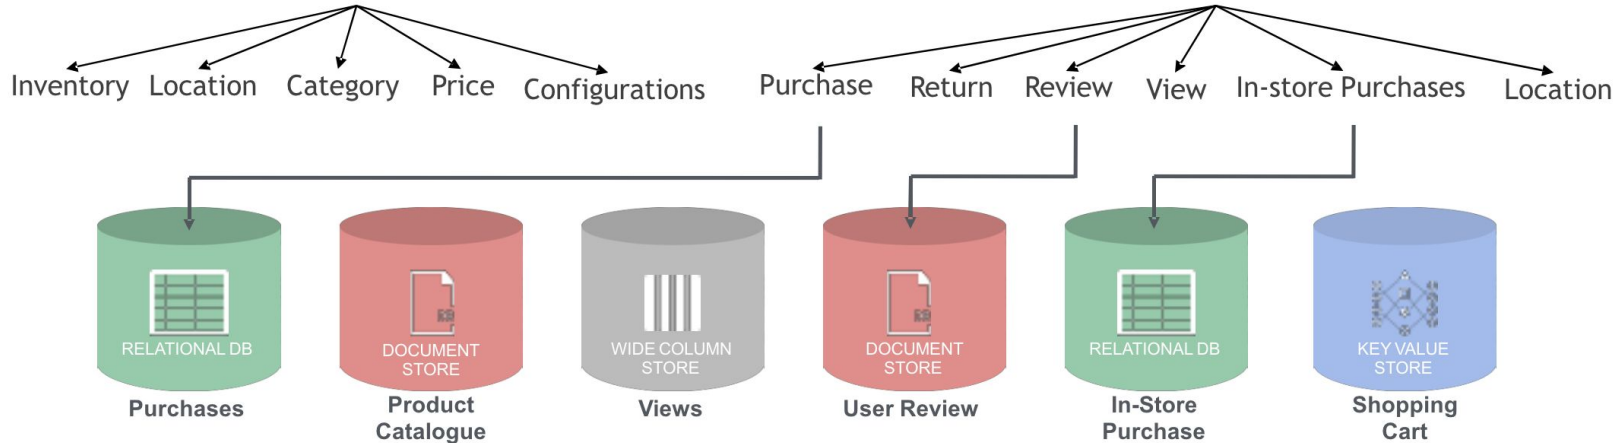 Inventory Location Category Price Configurations Purchase Return Review View In-store Purchases Location
RELATIONAL DB
DOCUMENT
STORE
WIDE COLUMN
STORE
DOCUMENT
STORE
RELATIONAL DB
KEY VALUE
STORE
Purchases
Product
Catalogue
Views
User Review
In-Store
Purchase
Shopping
Cart